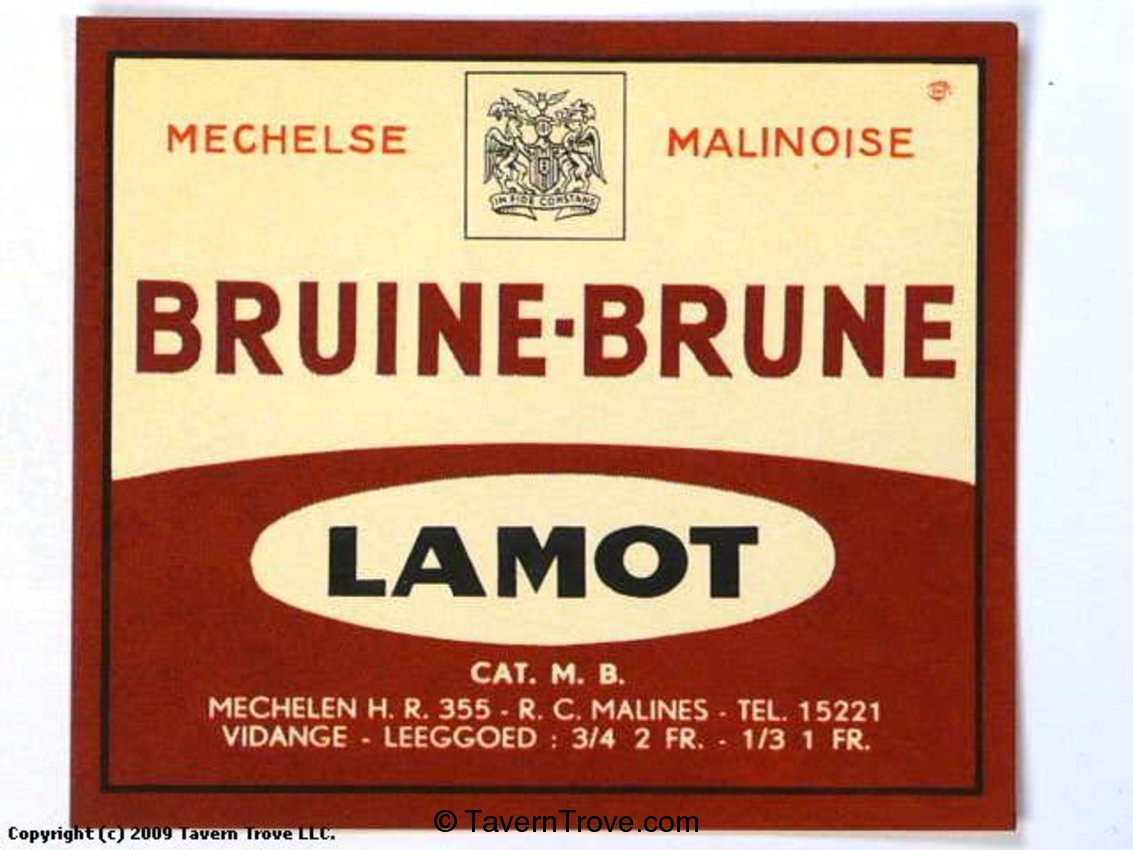 MECHELSE
MALINOISE
IN FIDE CONSTANS
BRUINE-BRUNE
LAMOT
CAT. M. B.
MECHELEN H. R. 355 - R. C. MALINES - TEL. 15221
VIDANGE - LEEGGOED : 3/4 2 FR. - 1/3 1 FR.
© TavernTrove.com
Copyright (c) 2009 Tavern Trove LLC.